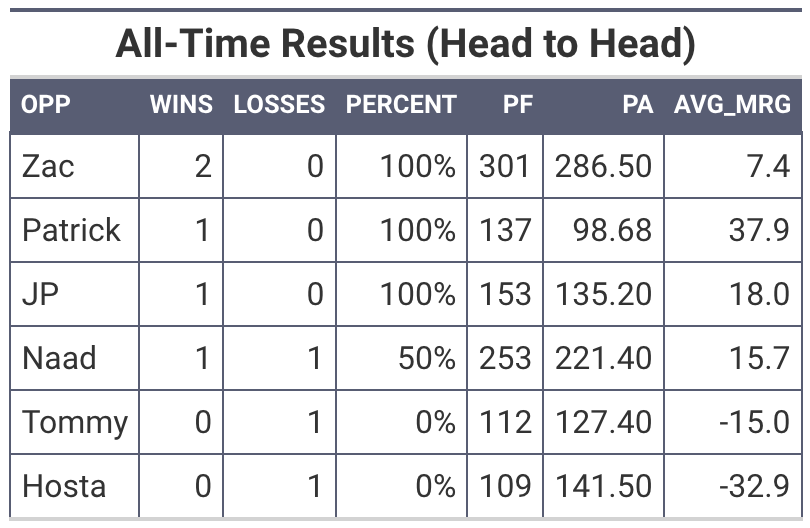 All-Time Results (Head to Head)
OPP WINS LOSSES PERCENT PF PA AVG_MRG
Zac 2 0 100% 301 286.50 7.4
Patrick 1 0 100% 137 98.68 37.9
JP 1 0 100% 153 135.20 18.0
Naad 1 1 50% 253 221.40 15.7
Tommy 0 1 0% 112 127.40 -15.0
Hosta 0 1 0% 109 141.50 -32.9